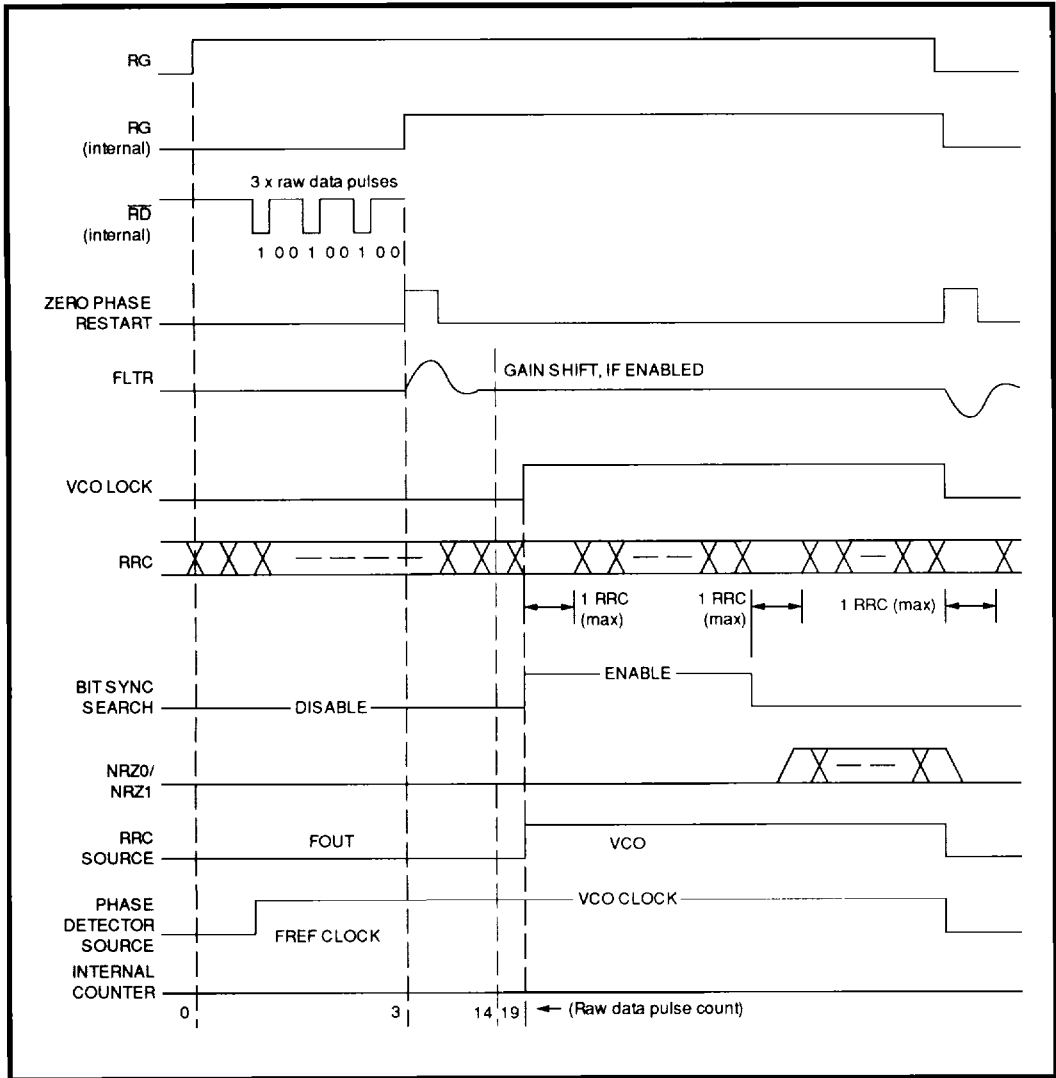 RG
RG
(internal)
3 x raw data pulses
RD
(internal)
1 0 0 1 0 0 1 0 0
ZERO PHASE
RESTART
FLTR
GAIN SHIFT, IF ENABLED
VCO LOCK
RRC
1 RRC
(max)
1 RRC
(max)
1 RRC (max)
BIT SYNC
SEARCH
DISABLE
ENABLE
NRZ0/
NRZ1
RRC
SOURCE
FOUT
VCO
PHASE
DETECTOR
SOURCE
FREF CLOCK
VCO CLOCK
INTERNAL
COUNTER
0 3 14 19 (Raw data pulse count)